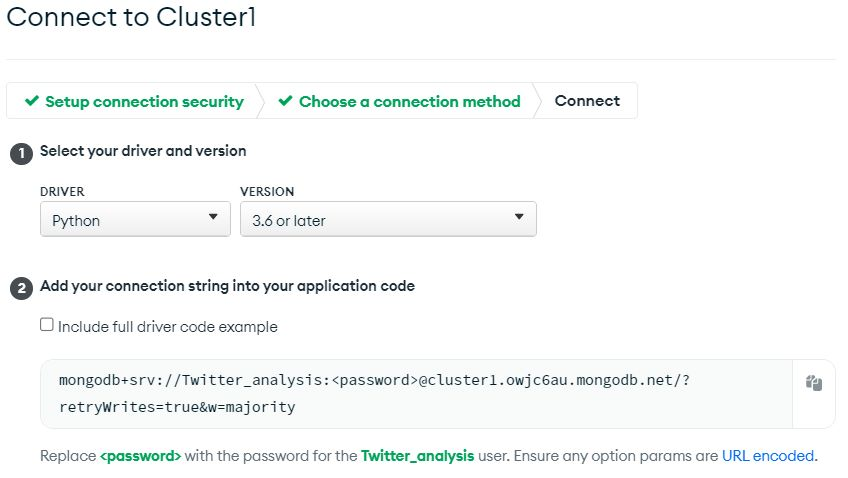 Connect to Cluster1
Setup connection security
Choose a connection method
Connect
1 Select your driver and version
DRIVER
VERSION
Python
3.6 or later
2 Add your connection string into your application code
Include full driver code example
mongodb+srv://Twitter_analysis:<password>@cluster1.owjc6au.mongodb.net/?
retryWrites=true&w=majority
Replace <password> with the password for the Twitter_analysis user. Ensure any option params are URL encoded.